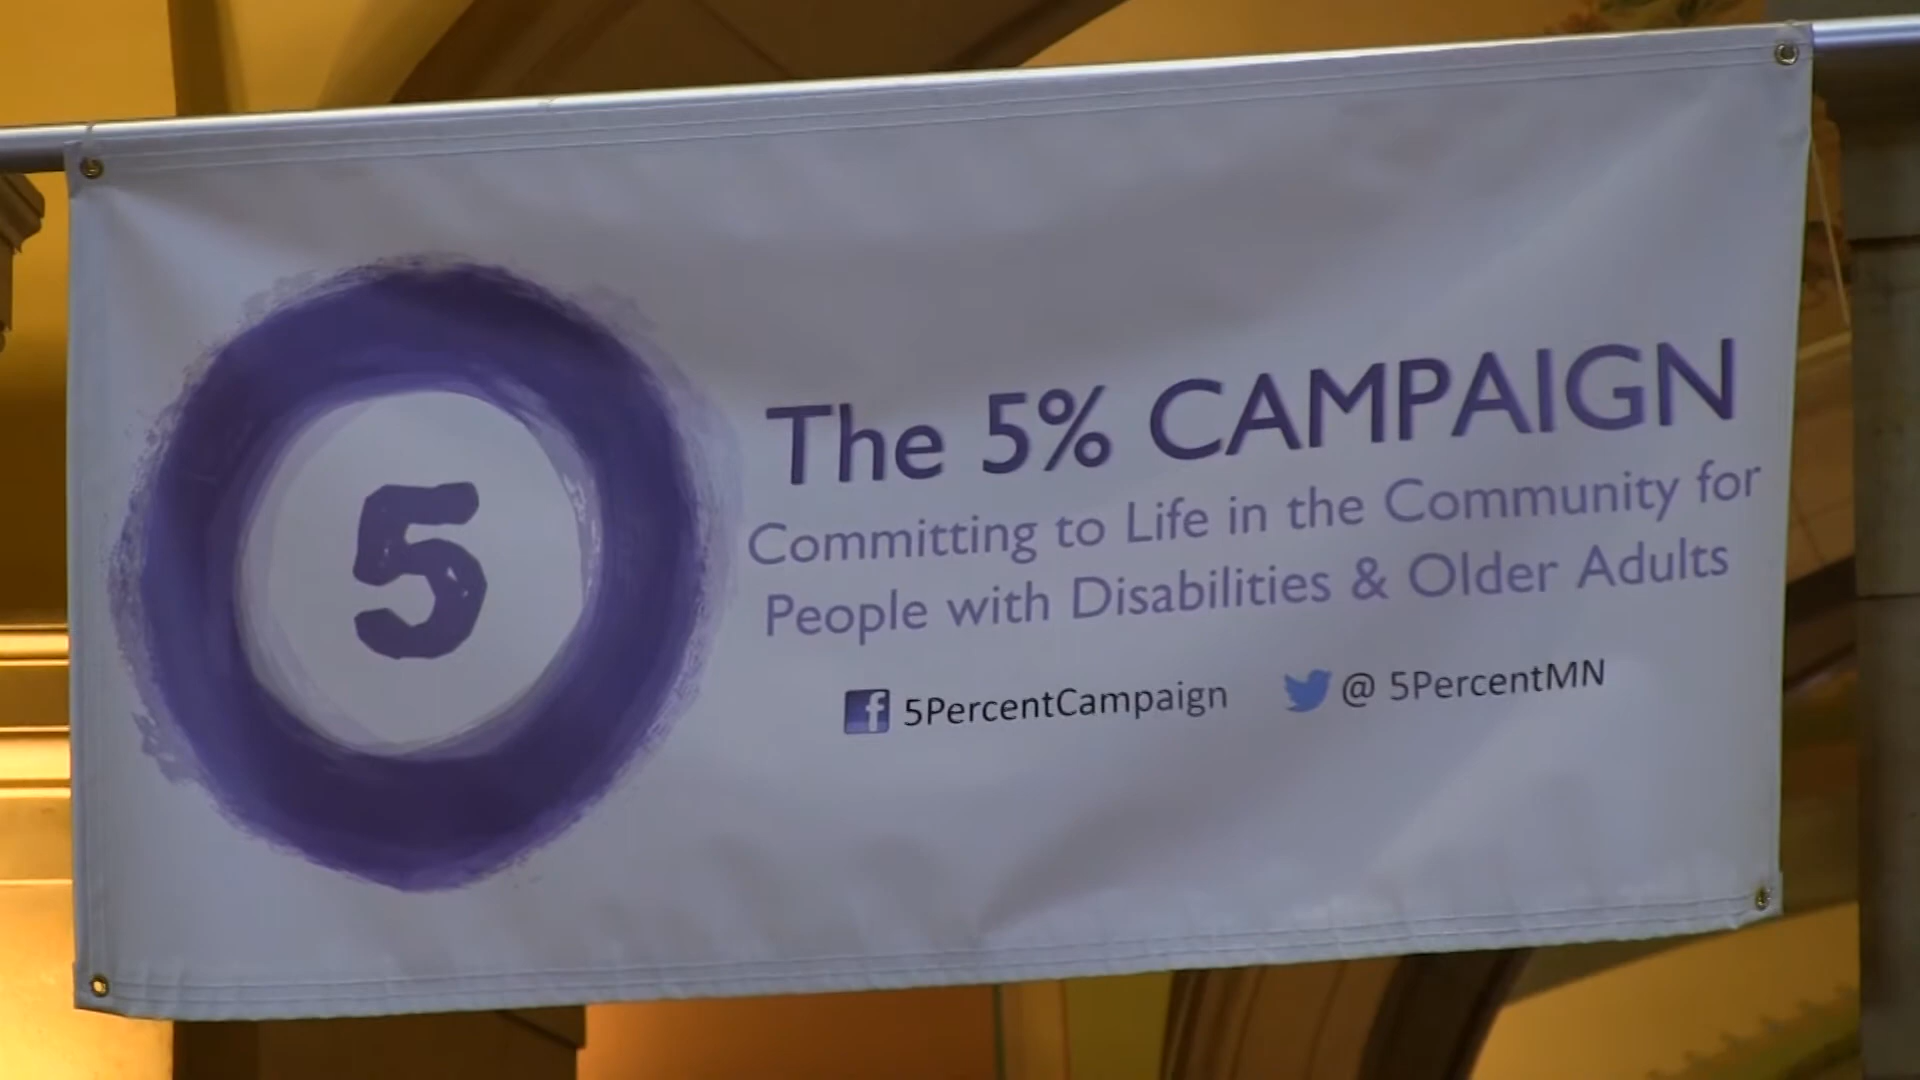 5
The 5% CAMPAIGN
Committing to Life in the Community for
People with Disabilities & Older Adults
f 5PercentCampaign @ 5PercentMN